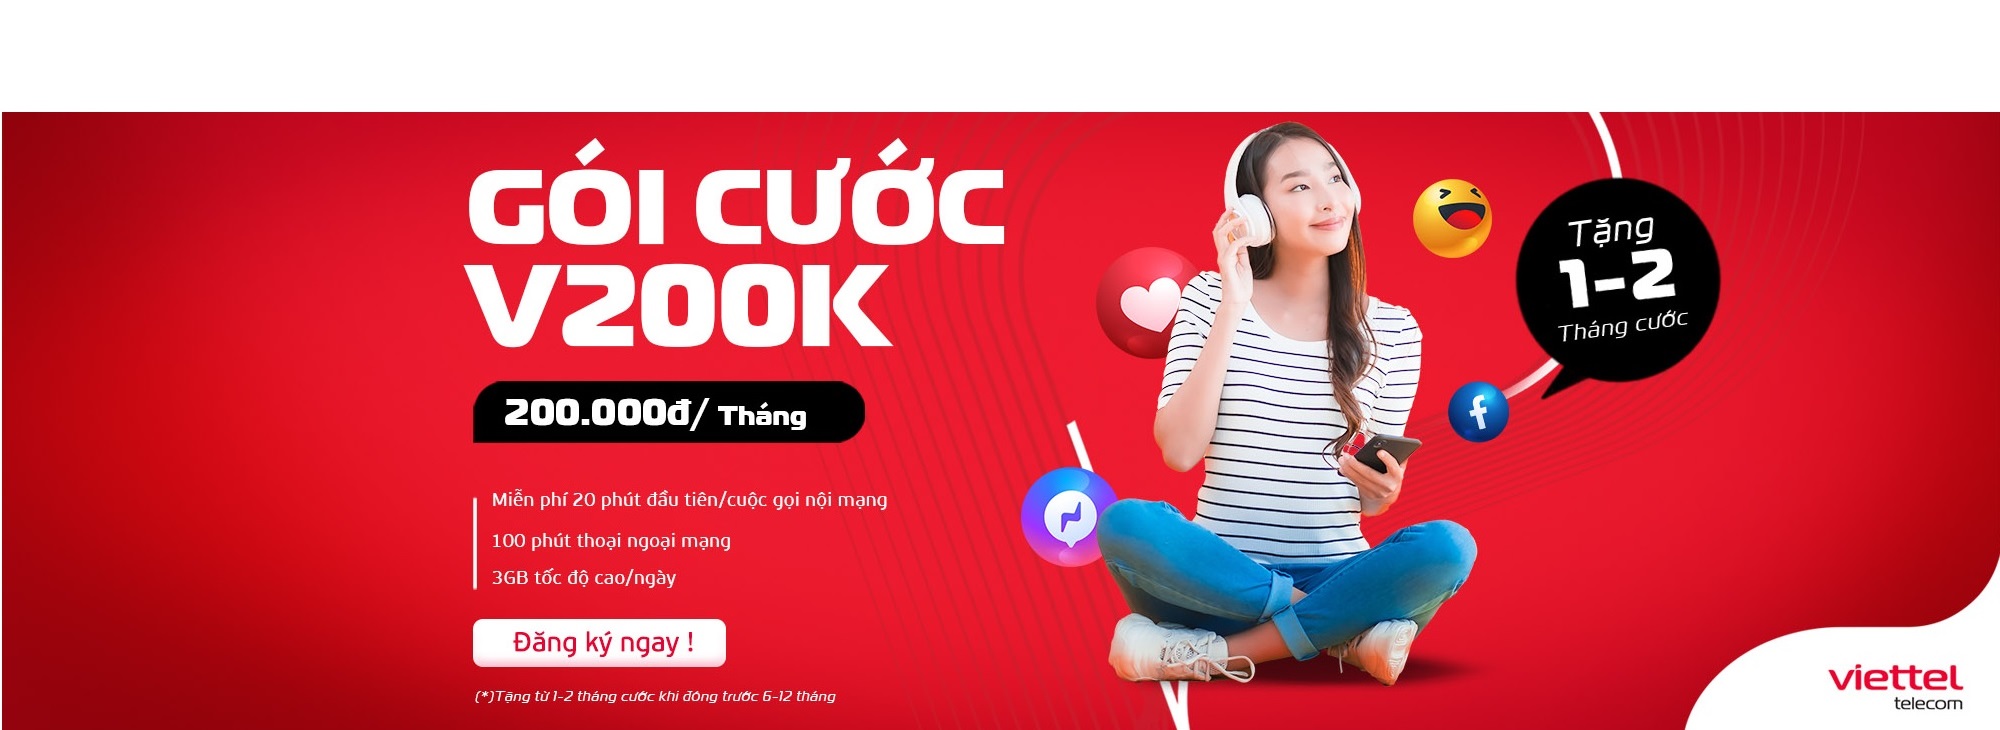 GÓI CƯỚC
V200K
200.000đ/ Tháng
Miễn phí 20 phút đầu tiên/cuộc gọi nội mạng
100 phút thoại ngoại mạng
3GB tốc độ cao/ngày
Đăng ký ngay !
(*)Tặng từ 1-2 tháng cước khi đóng trước 6-12 tháng
Tặng
1-2
Tháng cước
f
viettel
telecom